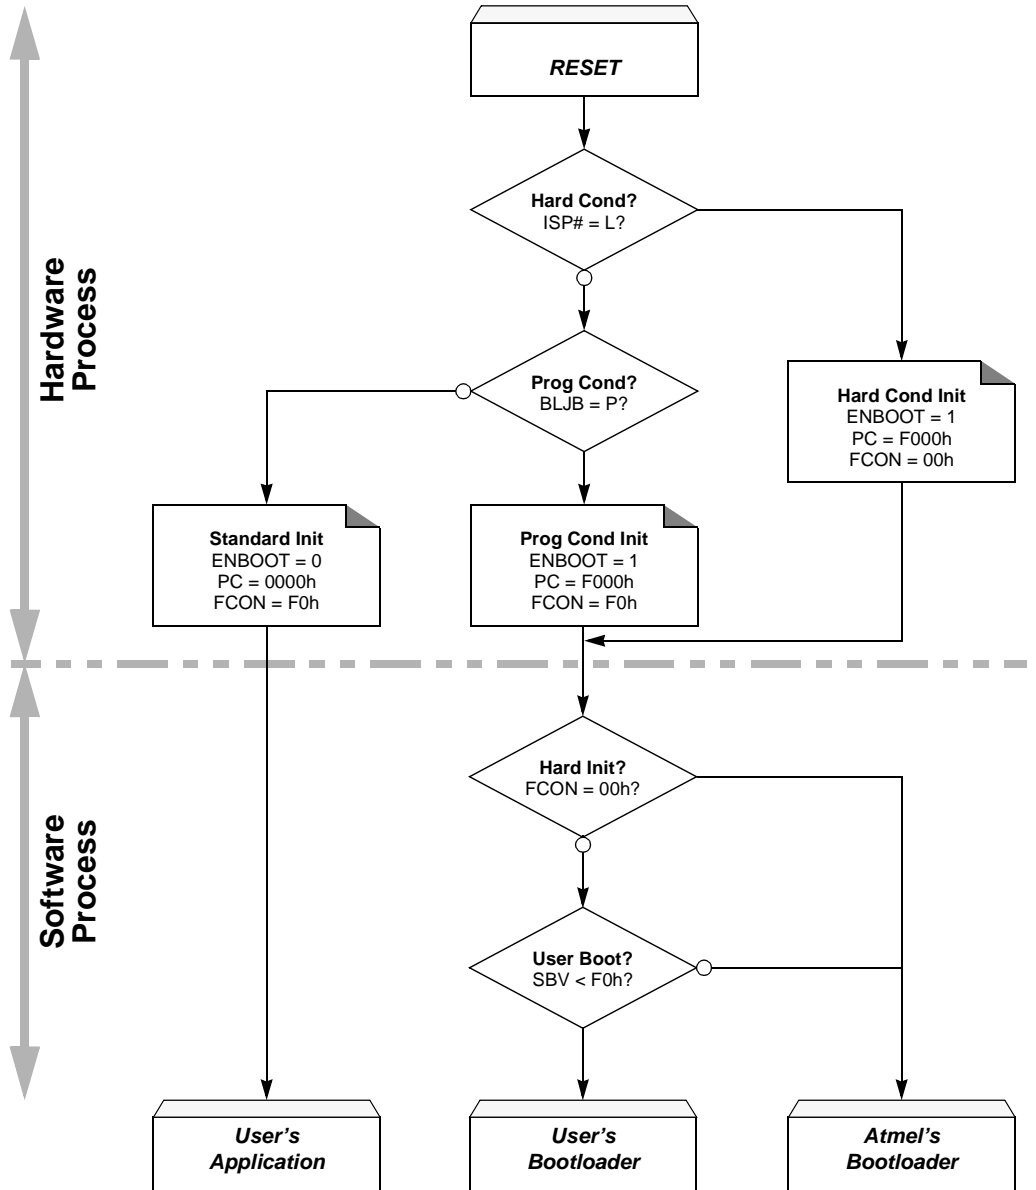 RESET
Hard Cond?
ISP# = L?
Hardware
Process
Prog Cond?
BLJB = P?
Hard Cond Init
ENBOOT = 1
PC = F000h
FCON = 00h
Standard Init
ENBOOT = 0
PC = 0000h
FCON = F0h
Prog Cond Init
ENBOOT = 1
PC = F000h
FCON = F0h
Hard Init?
FCON = 00h?
Software
Process
User Boot?
SBV < F0h?
User's
Application
User's
Bootloader
Atmel's
Bootloader